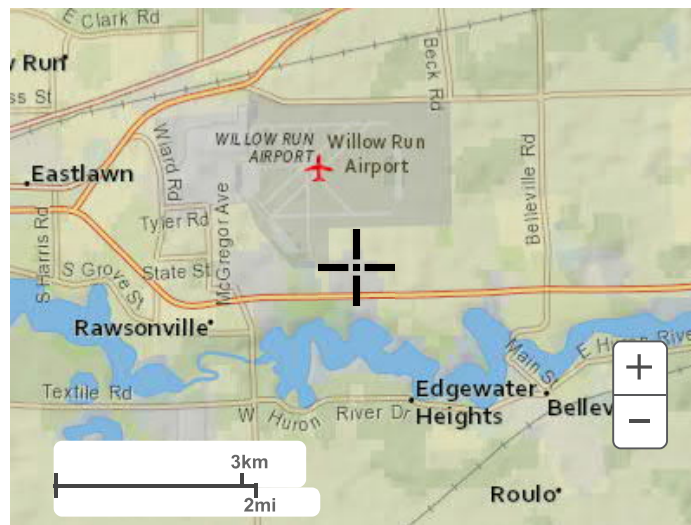 E Clark Rd
Run
ss St
Beck Rd
WILLOW RUN
AIRPORT
Willow Run
Airport
Wiard Rd
Eastlawn
Belleville Rd
McGregor Ave
Tyler Rd
S Harris Rd
S Grove St
State St
Rawsonville
Main St
E Huron Rive
Textile Rd
W Huron River Dr
Edgewater
Heights
Bellev
3km
2mi
Roulo
+
−